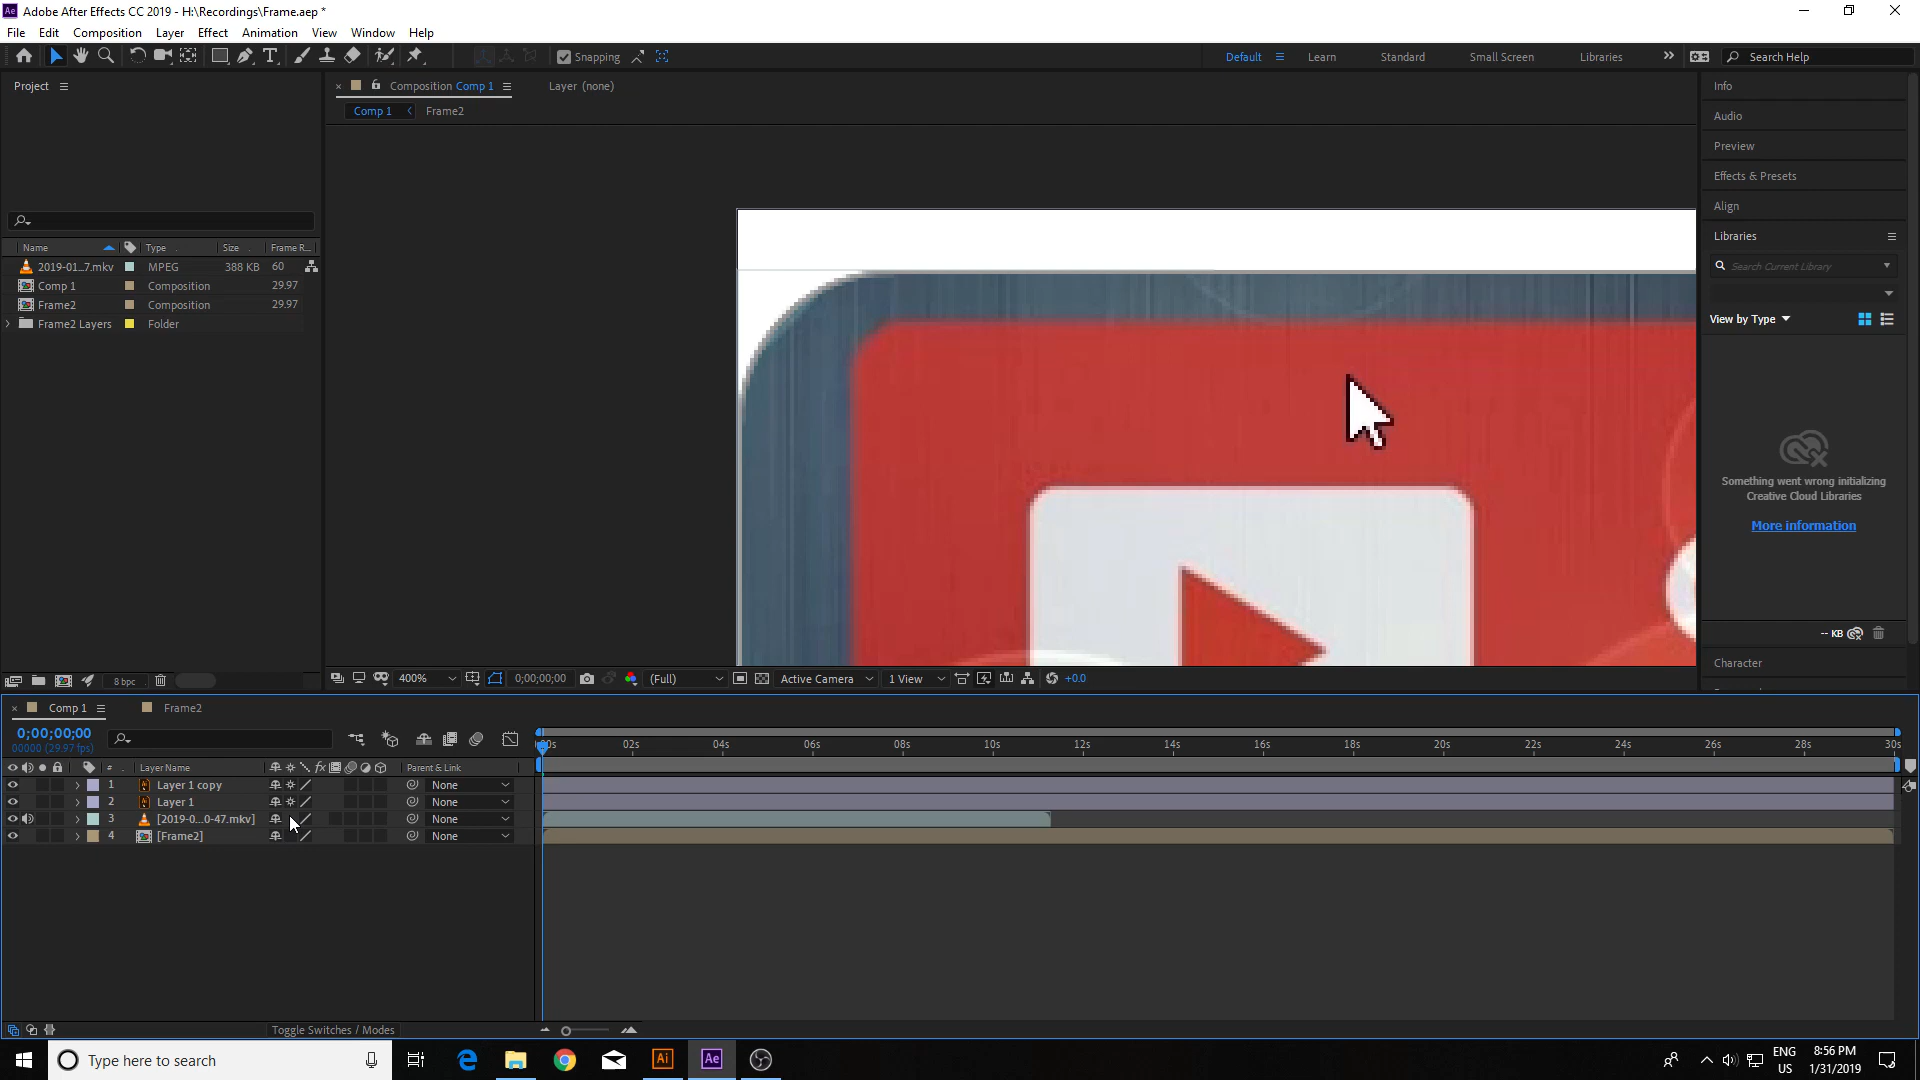 Ae Adobe After Effects CC 2019 - H:\Recordings\Frame.aep *
File Edit Composition Layer Effect Animation View Window Help
T Snapping Default Learn Standard Small Screen Libraries Search Help
Project
Composition Comp 1
Layer (none)
Comp 1 Frame2
Name Type Size Frame R...
2019-01...7.mkv MPEG 388 KB 60
Comp 1 Composition 29.97
Frame2 Composition 29.97
Frame2 Layers Folder
Info
Audio
Preview
Effects & Presets
Align
Libraries
Search Current Library
View by Type
Something went wrong initializing
Creative Cloud Libraries
More information
-- KB
Character
8 bpc
400% 0;00;00;00 (Full) Active Camera 1 View +0.0
Comp 1 Frame2
0;00;00;00
00000 (29.97 fps)
:00s 02s 04s 06s 08s 10s 12s 14s 16s 18s 20s 22s 24s 26s 28s 30s
# Layer Name fx Parent & Link
1 Layer 1 copy None
2 Layer 1 None
3 [2019-0...0-47.mkv] None
4 [Frame2] None
Toggle Switches / Modes
Type here to search
Ai Ae
ENG
US
8:56 PM
1/31/2019